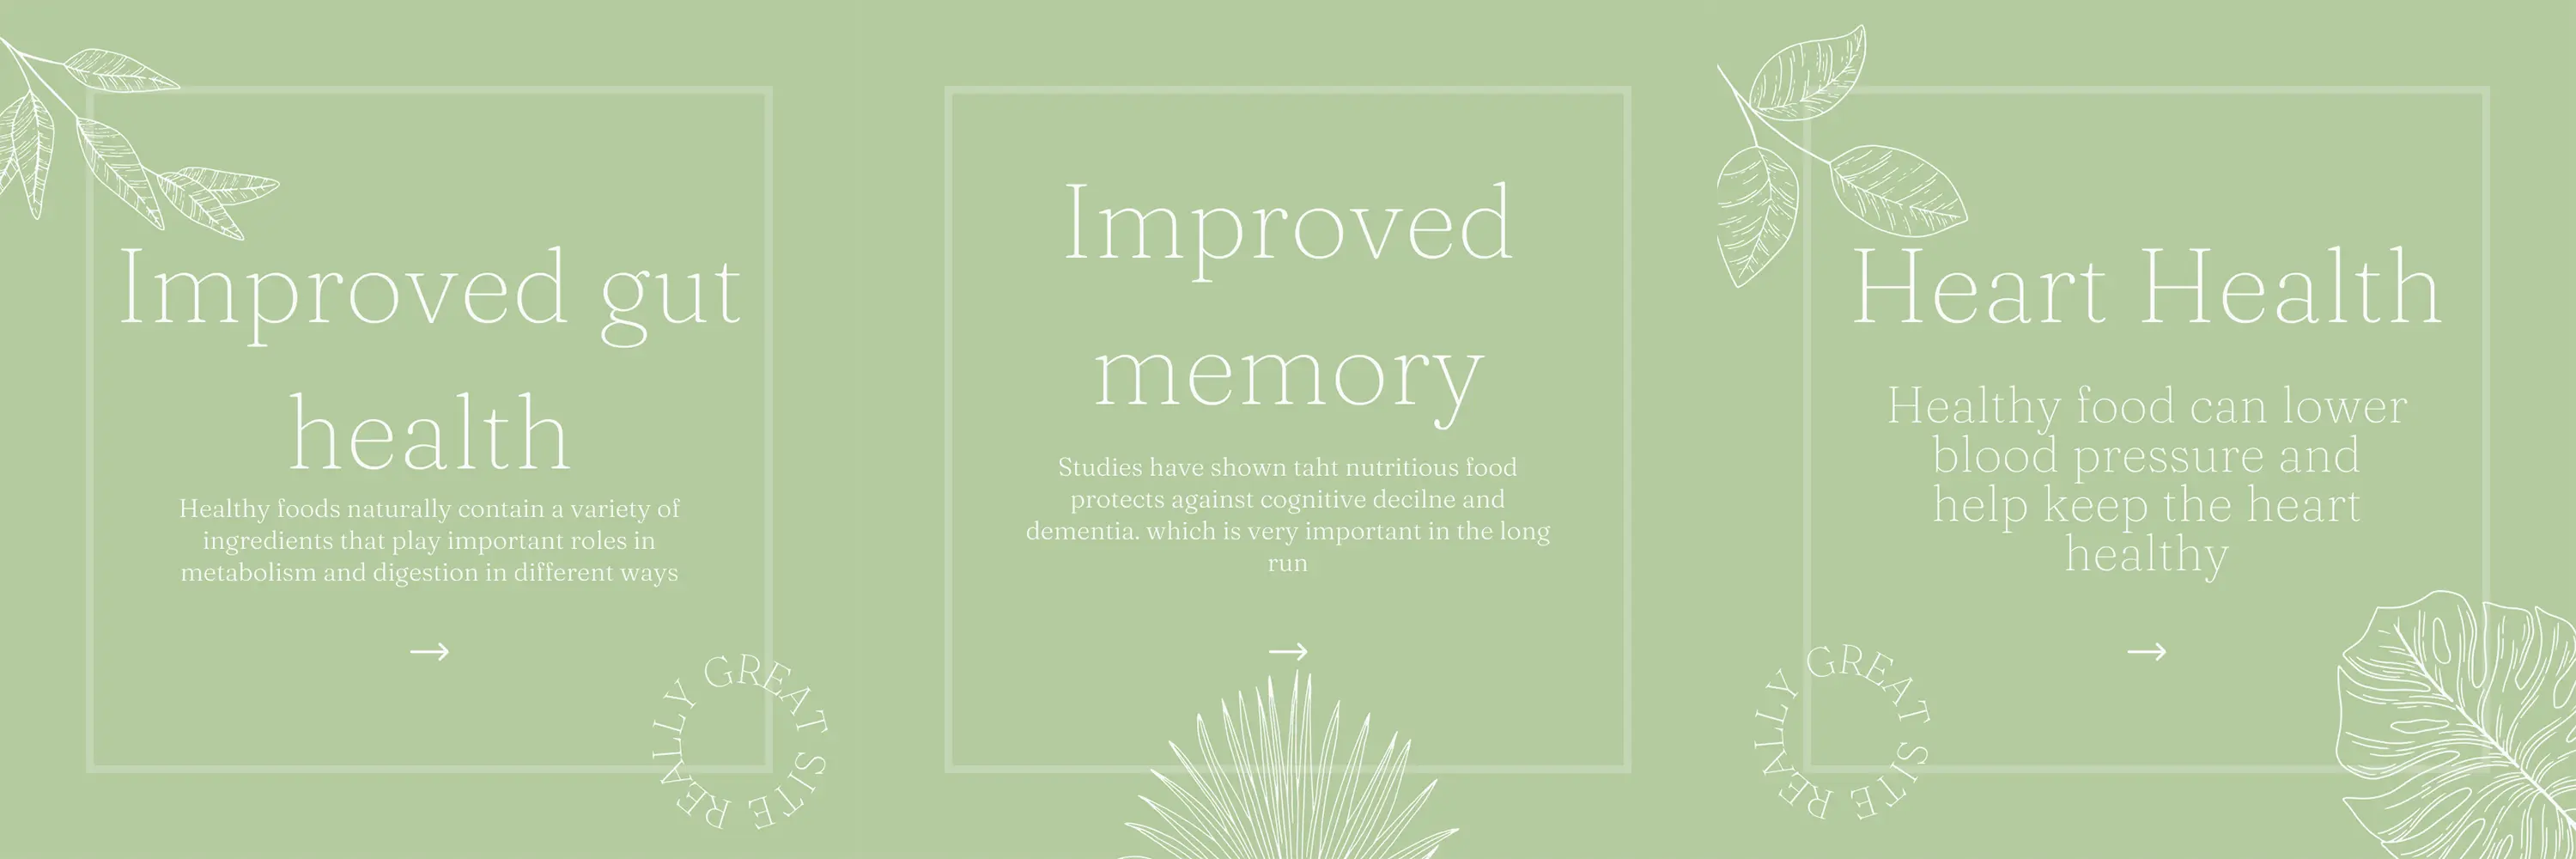 Improved gut
health
Healthy foods naturally contain a variety of
ingredients that play important roles in
metabolism and digestion in different ways
REALLY GREAT SITE
Improved
memory
Studies have shown taht nutritious food
protects against cognitive decilne and
dementia. which is very important in the long
run
Heart Health
Healthy food can lower
blood pressure and
help keep the heart
healthy
REALLY GREAT SITE